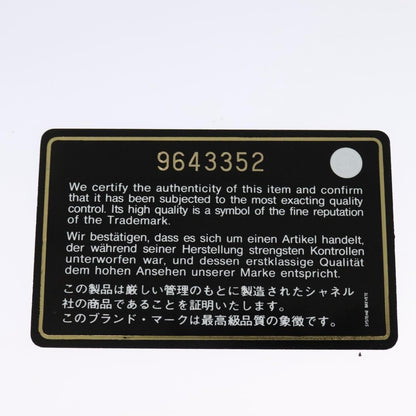 9643352
We certify the authenticity of this item and confirm
that it has been subjected to the most exacting quality
control. Its high quality is a symbol of the fine reputation
of the Trademark.
Wir bestätigen, dass es sich um einen Artikel handelt,
der während seiner Herstellung strengsten Kontrollen
unterworfen war, und dessen erstklassige Qualität
dem hohen Ansehen unserer Marke entspricht.
この製品は厳しい管理のもとに製造されたシャネル
社の商品であることを証明いたします。
このブランド・マークは最高級品質の象徴です。